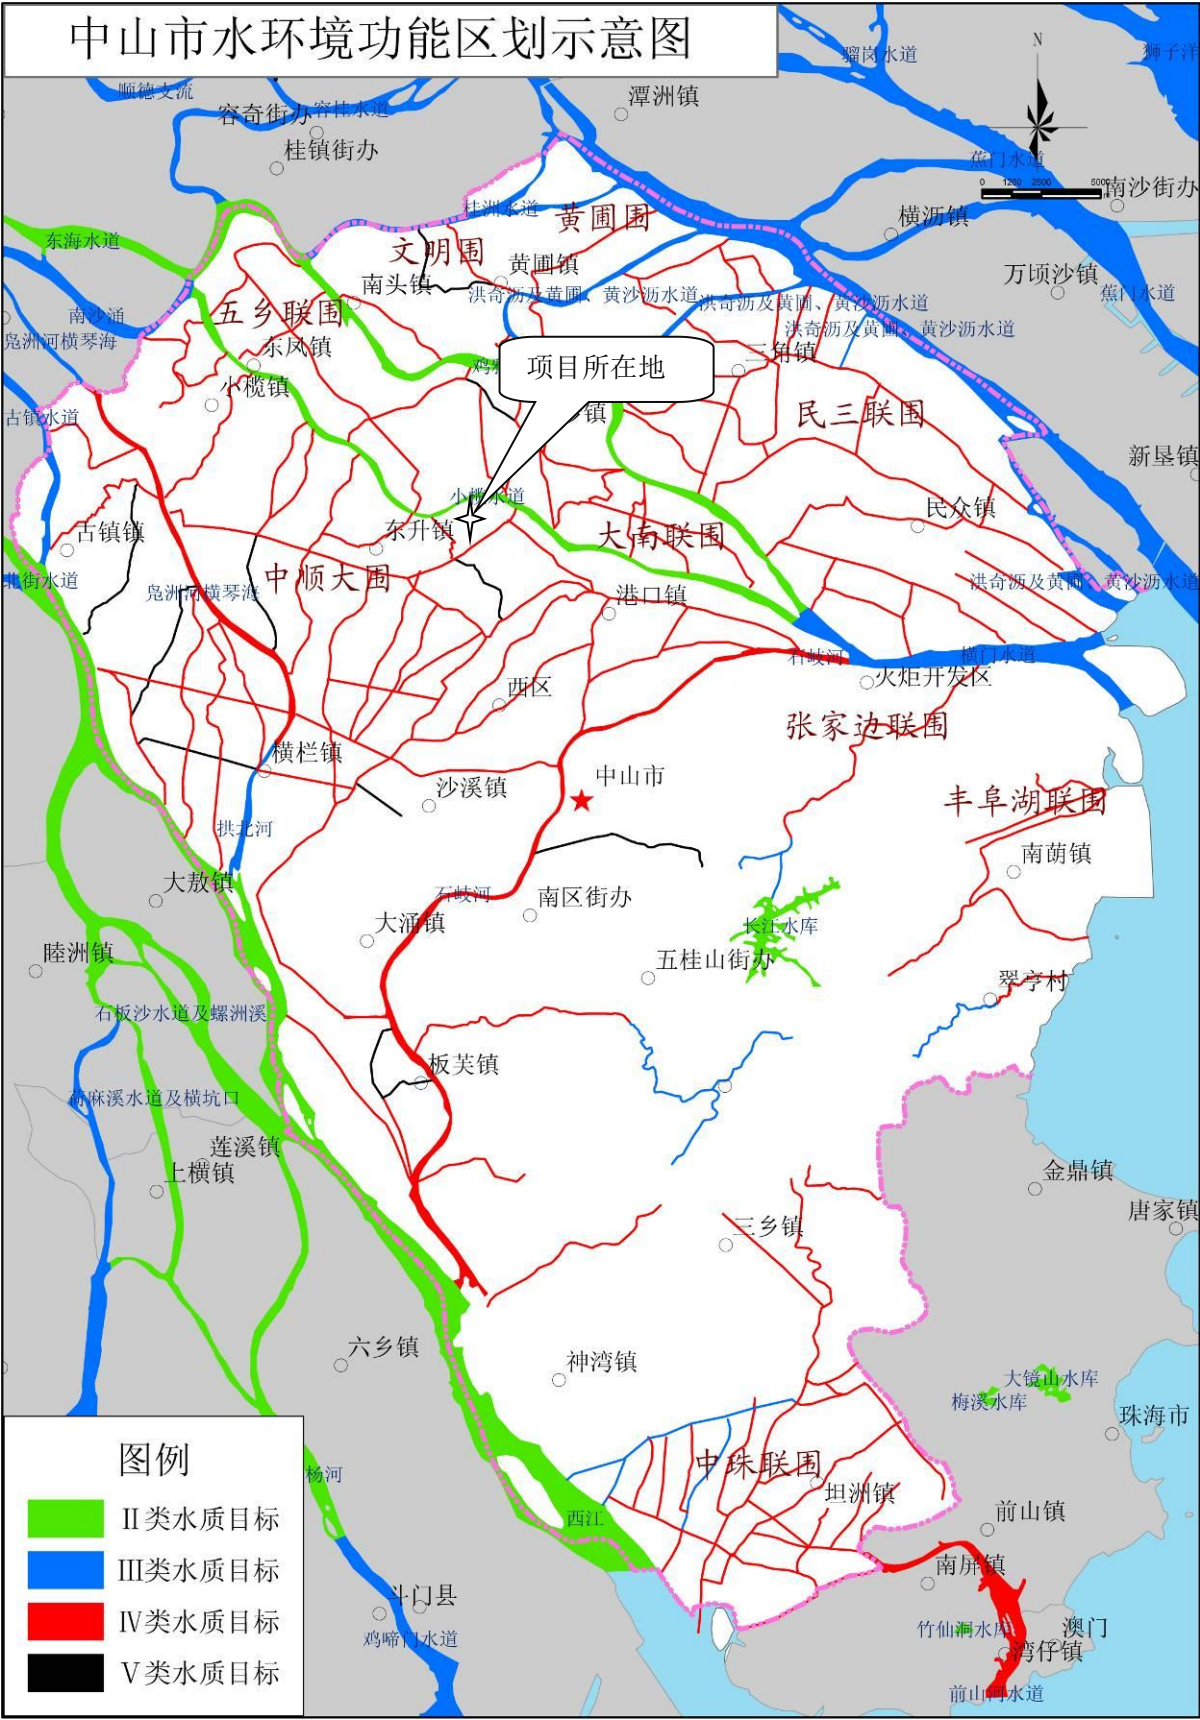 中山市水环境功能区划示意图
骝岗水道
狮子洋
N
顺德支流
容奇街办
容桂水道
潭洲镇
桂镇街办
蕉门水道
0 1250 2500 5000
南沙街办
桂洲水道
黄圃围
横沥镇
东海水道
文明围
黄圃镇
万顷沙镇
南头镇
洪奇沥及黄圃、黄沙沥水道
洪奇沥及黄圃、黄沙沥水道
蕉门水道
南沙涌
五乡联围
洪奇沥及黄圃、黄沙沥水道
凫洲河横琴海
东凤镇
三角镇
项目所在地
小榄镇
古镇水道
镇
民三联围
新垦镇
小榄水道
民众镇
古镇镇
东升镇
大南联围
北街水道
中顺大围
洪奇沥及黄圃、黄沙沥水道
凫洲河横琴海
港口镇
石岐河
横门水道
西区
火炬开发区
张家边联围
横栏镇
中山市
沙溪镇
丰阜湖联围
拱北河
南蓢镇
大敖镇
石岐河
南区街办
大涌镇
长江水库
睦洲镇
五桂山街办
翠亨村
石板沙水道及螺洲溪
板芙镇
荷麻溪水道及横坑口
莲溪镇
上横镇
金鼎镇
唐家镇
三乡镇
六乡镇
神湾镇
大镜山水库
梅溪水库
珠海市
图例
中珠联围
杨河
坦洲镇
II类水质目标
西江
前山镇
III类水质目标
南屏镇
斗门县
IV类水质目标
竹仙洞水库
澳门
鸡啼门水道
湾仔镇
V类水质目标
前山河水道